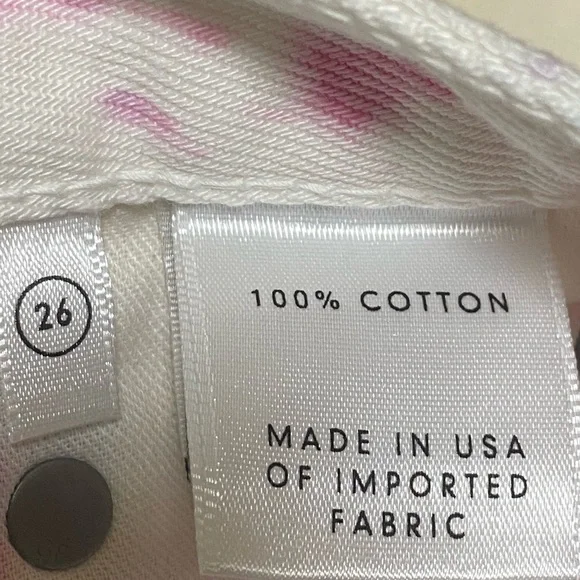 26
100% COTTON
MADE IN USA
OF IMPORTED
FABRIC